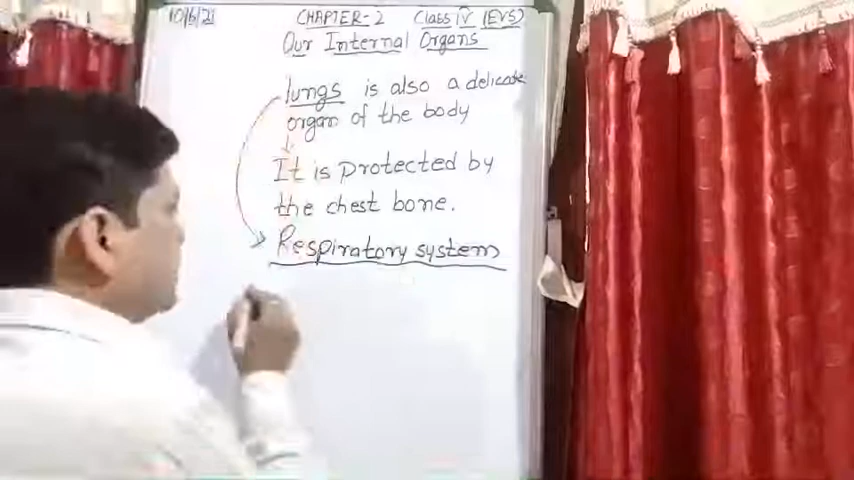 10/6/21 CHAPTER-2 Class IV (EVS)
Our Internal Organs
lungs is also a delicate
organ of the body
It is protected by
the chest bone.
Respiratory system